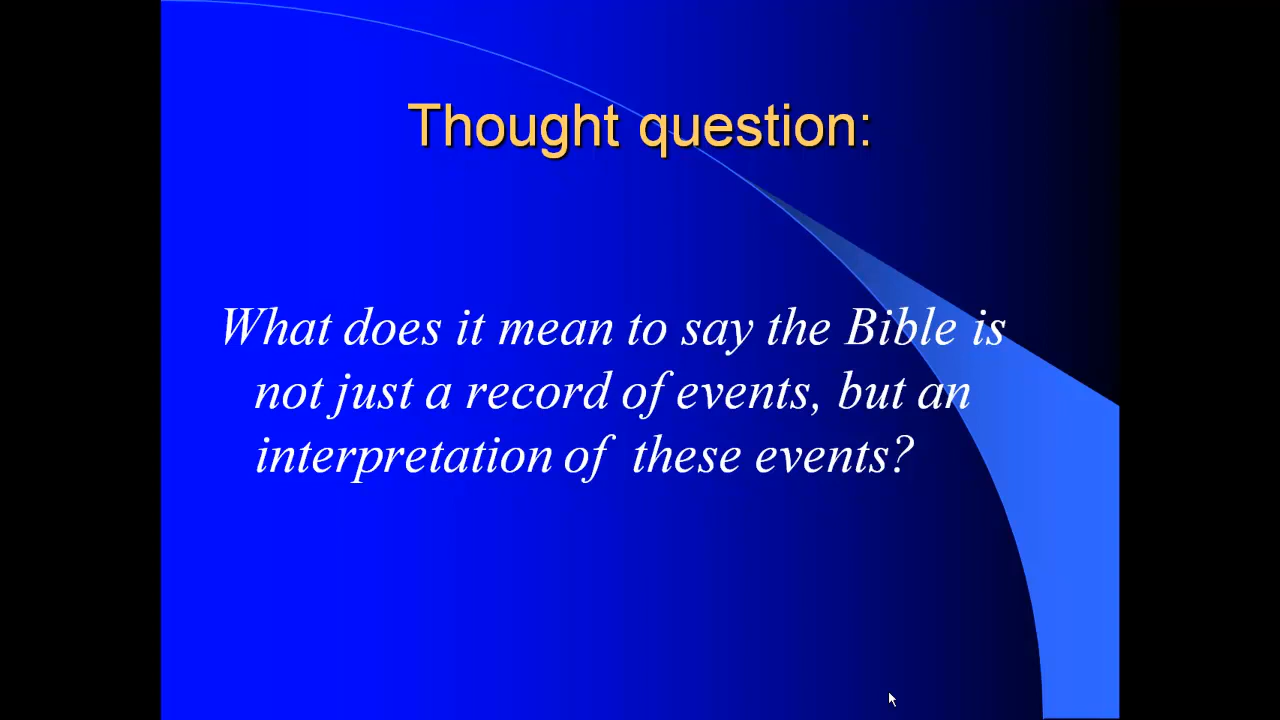 Thought question:
What does it mean to say the Bible is
not just a record of events, but an
interpretation of these events?